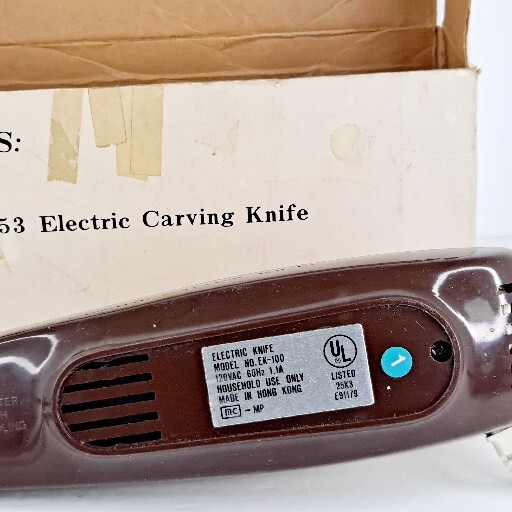 S:
53 Electric Carving Knife
ELECTRIC KNIFE
MODEL NO. EK-100
120VAC 60Hz 1.1A
HOUSEHOLD USE ONLY
MADE IN HONG KONG
MC - MP
UL
LISTED
25K3
E91179
1